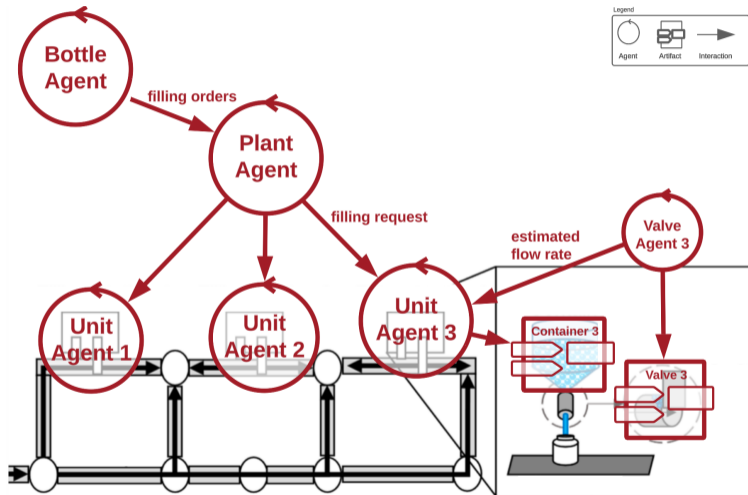 Legend
Agent
Artifact
Interaction
Bottle
Agent
filling orders
Plant
Agent
filling request
Valve
Agent 3
estimated
flow rate
Unit
Agent 1
Unit
Agent 2
Unit
Agent 3
Container 3
Valve 3